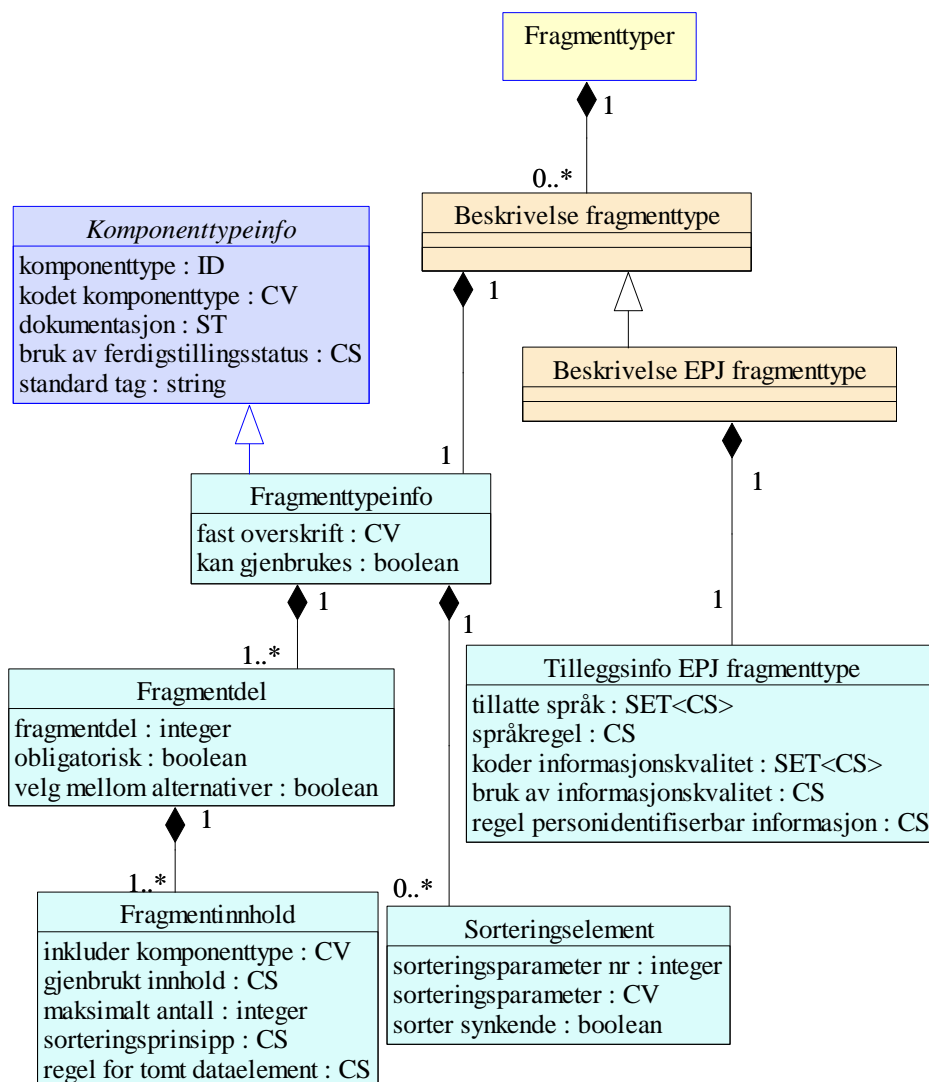 Fragmenttyper
1
0..*
Beskrivelse fragmenttype
1
Komponenttypeinfo
komponenttype : ID
kodet komponenttype : CV
dokumentasjon : ST
bruk av ferdigstillingsstatus : CS
standard tag : string
Beskrivelse EPJ fragmenttype
1
1
Fragmenttypeinfo
fast overskrift : CV
kan gjenbrukes : boolean
1
1
1
1..*
Fragmentdel
fragmentdel : integer
obligatorisk : boolean
velg mellom alternativer : boolean
1
Tilleggsinfo EPJ fragmenttype
tillatte språk : SET<CS>
språkregel : CS
koder informasjonskvalitet : SET<CS>
bruk av informasjonskvalitet : CS
regel personidentifiserbar informasjon : CS
1..*
0..*
Fragmentinnhold
inkluder komponenttype : CV
gjenbrukt innhold : CS
maksimalt antall : integer
sorteringsprinsipp : CS
regel for tomt dataelement : CS
Sorteringselement
sorteringsparameter nr : integer
sorteringsparameter : CV
sorter synkende : boolean